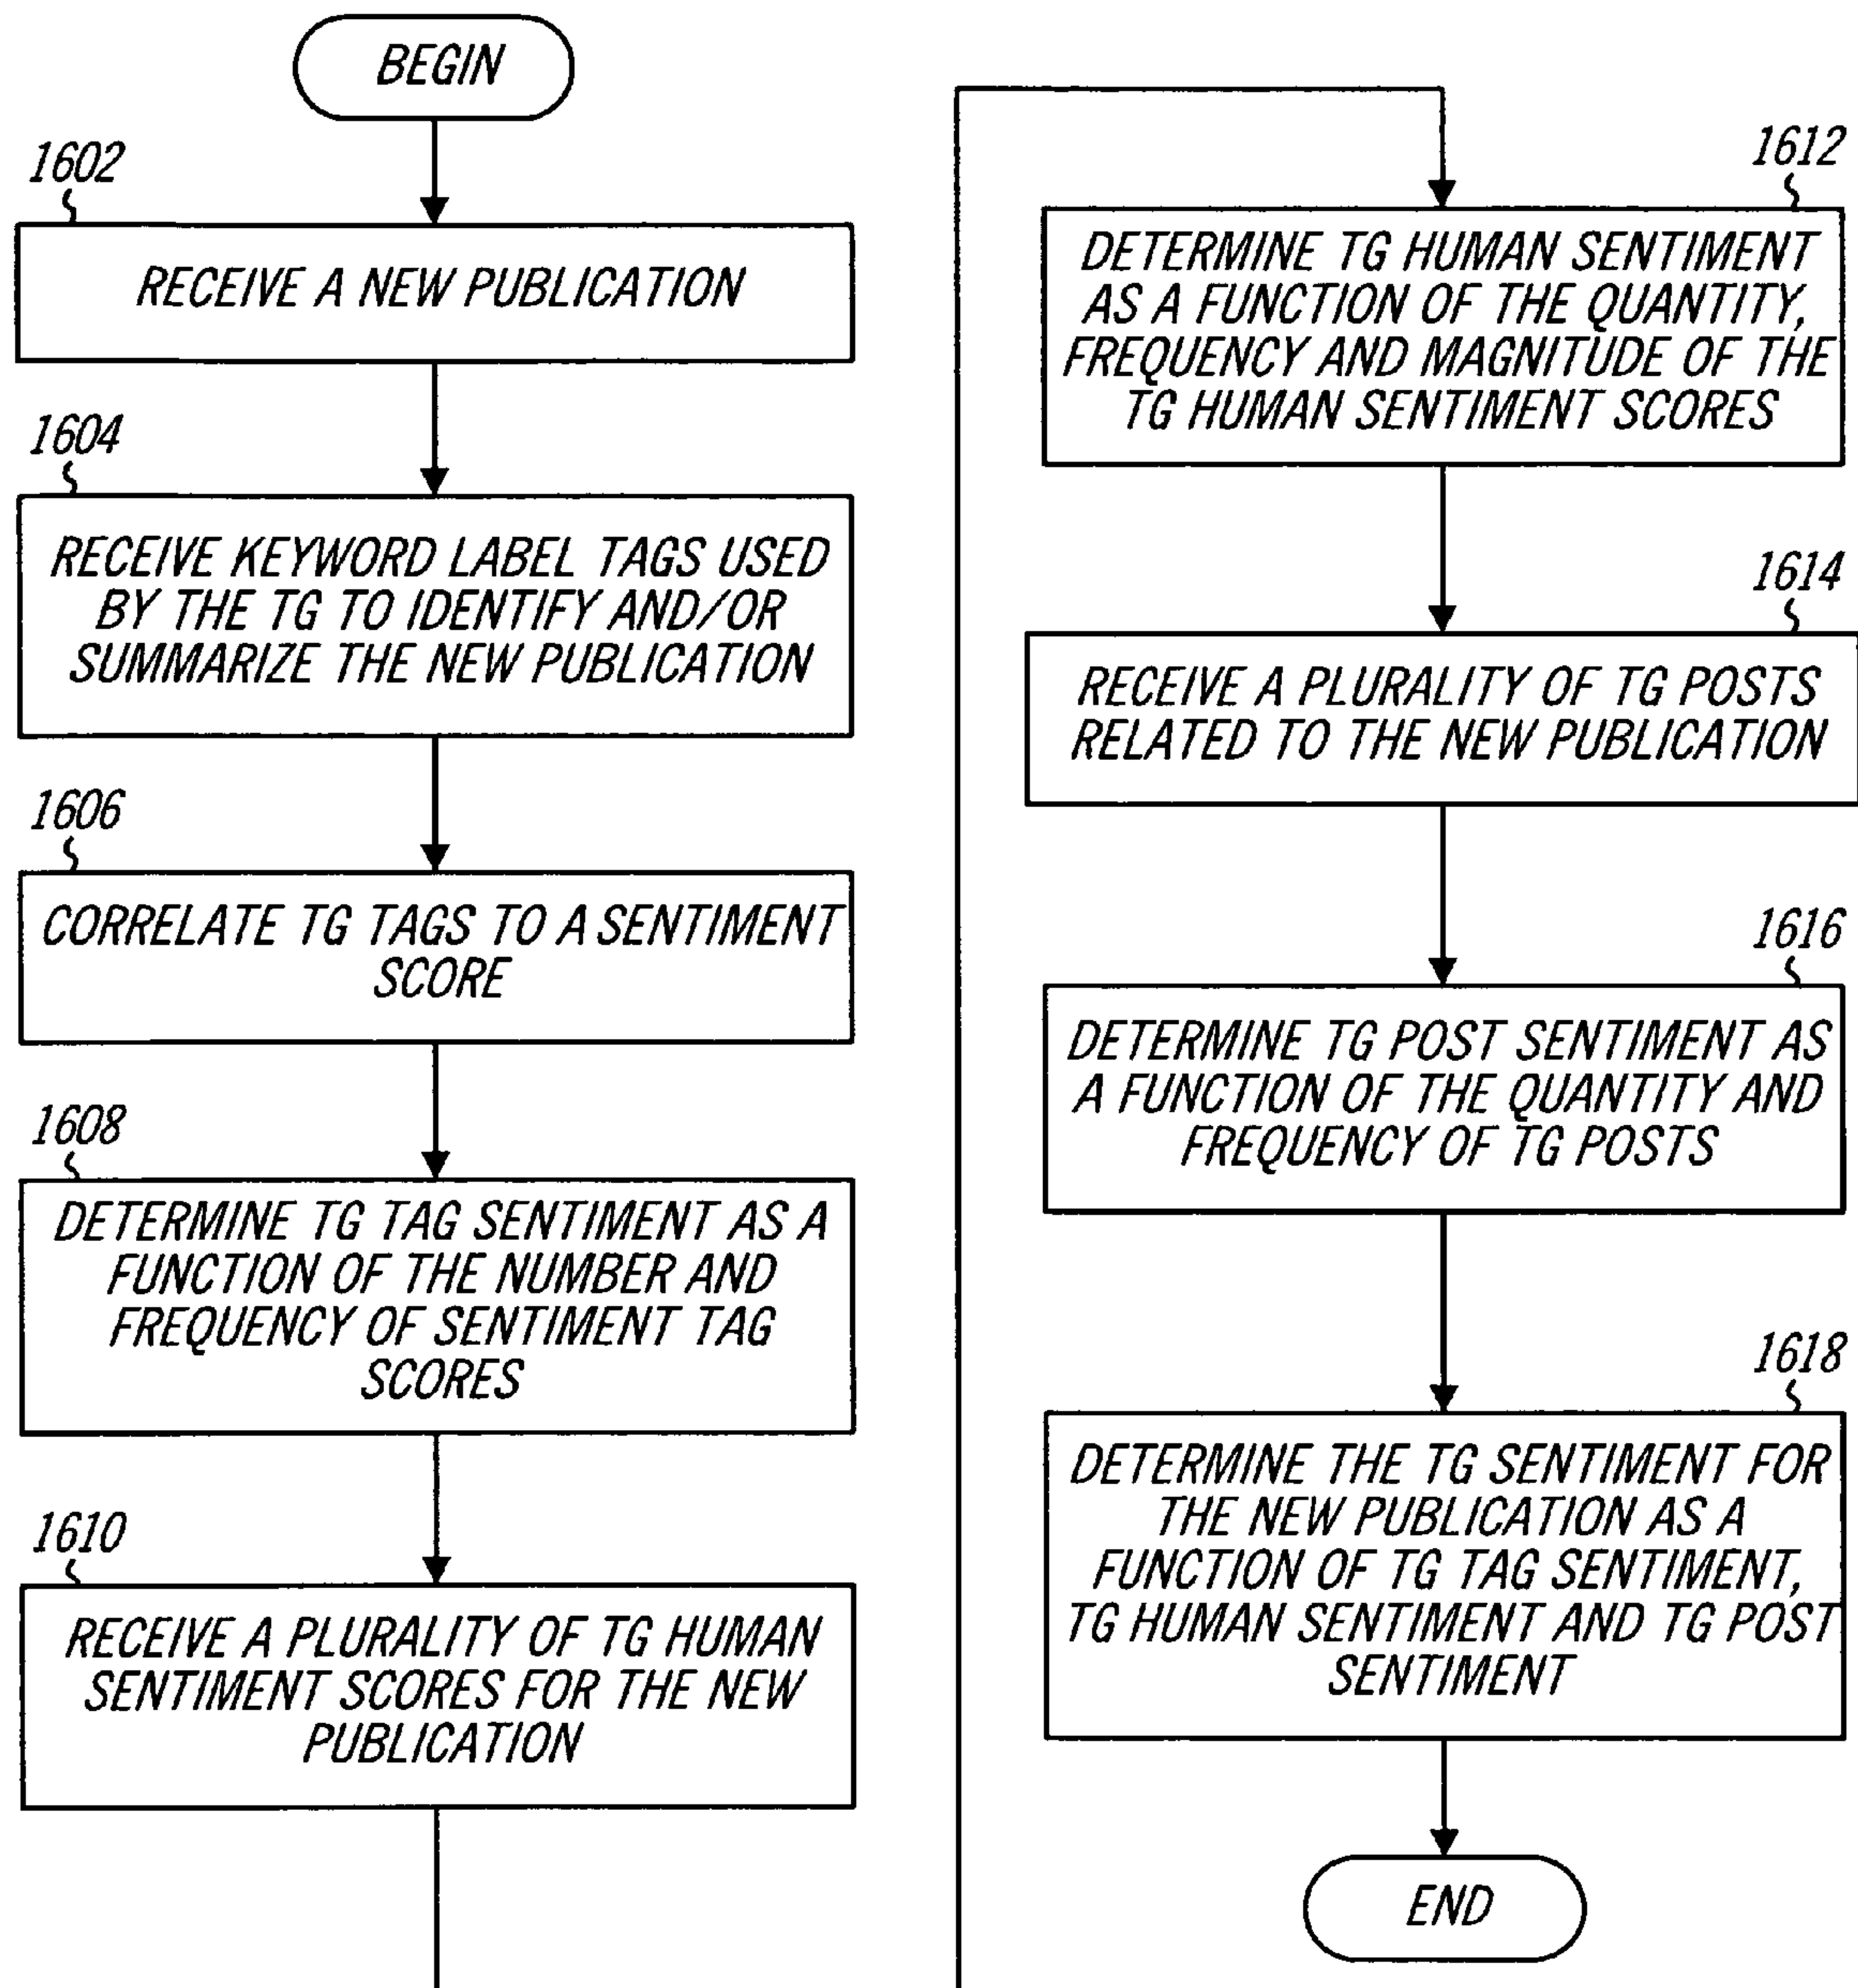 BEGIN
1602
RECEIVE A NEW PUBLICATION
1604
RECEIVE KEYWORD LABEL TAGS USED
BY THE TG TO IDENTIFY AND/OR
SUMMARIZE THE NEW PUBLICATION
1606
CORRELATE TG TAGS TO A SENTIMENT
SCORE
1608
DETERMINE TG TAG SENTIMENT AS A
FUNCTION OF THE NUMBER AND
FREQUENCY OF SENTIMENT TAG
SCORES
1610
RECEIVE A PLURALITY OF TG HUMAN
SENTIMENT SCORES FOR THE NEW
PUBLICATION
1612
DETERMINE TG HUMAN SENTIMENT
AS A FUNCTION OF THE QUANTITY,
FREQUENCY AND MAGNITUDE OF THE
TG HUMAN SENTIMENT SCORES
1614
RECEIVE A PLURALITY OF TG POSTS
RELATED TO THE NEW PUBLICATION
1616
DETERMINE TG POST SENTIMENT AS
A FUNCTION OF THE QUANTITY AND
FREQUENCY OF TG POSTS
1618
DETERMINE THE TG SENTIMENT FOR
THE NEW PUBLICATION AS A
FUNCTION OF TG TAG SENTIMENT,
TG HUMAN SENTIMENT AND TG POST
SENTIMENT
END